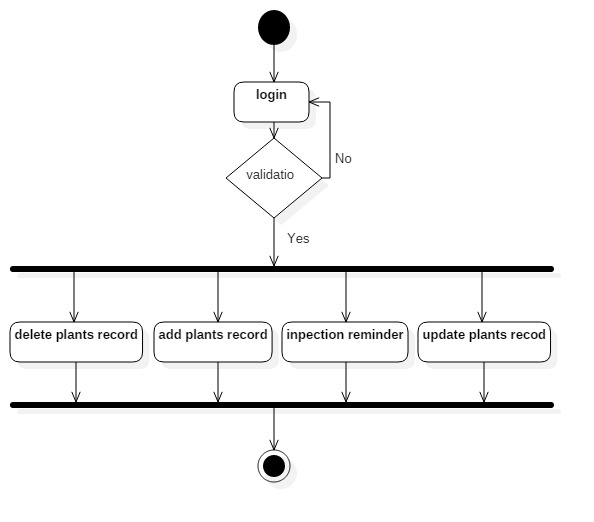 login
validatio
No
Yes
delete plants record
add plants record
inpection reminder
update plants recod